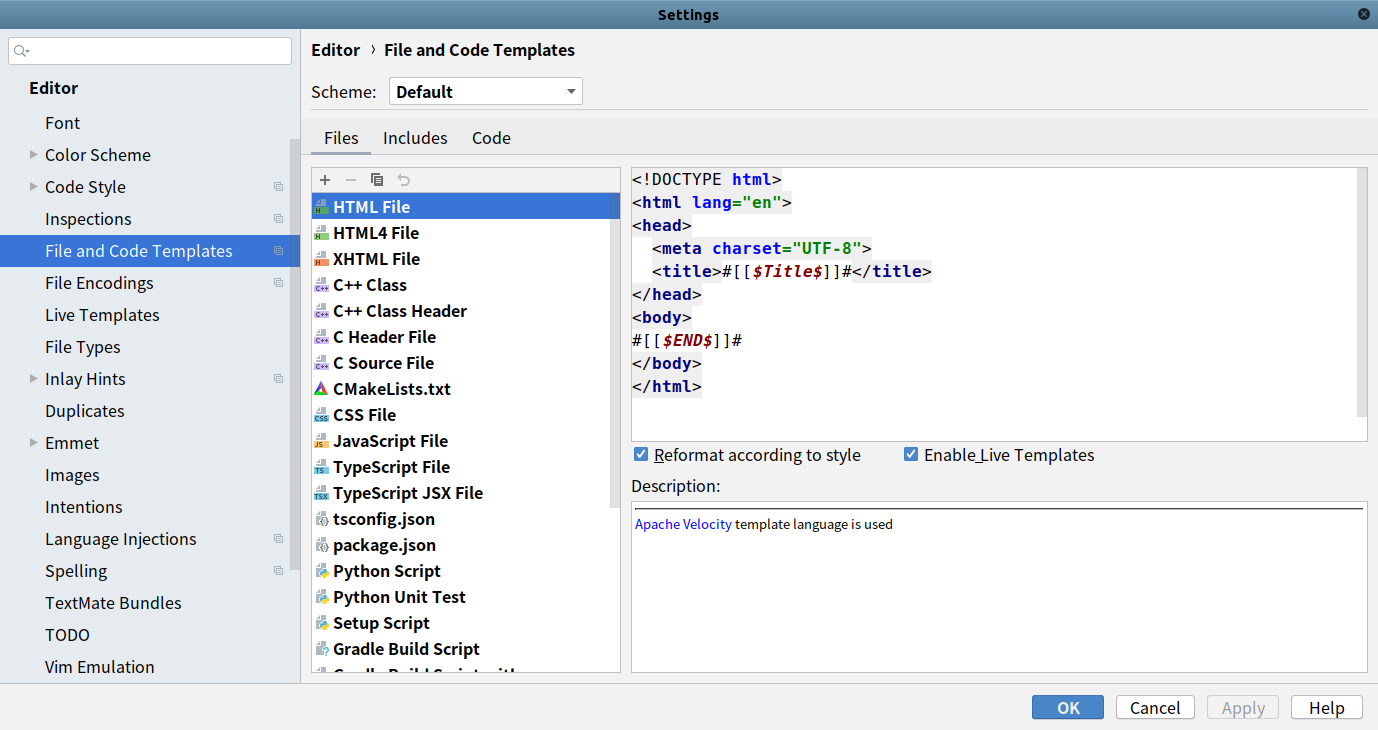 Settings
Editor
Font
Color Scheme
Code Style
Inspections
File and Code Templates
File Encodings
Live Templates
File Types
Inlay Hints
Duplicates
Emmet
Images
Intentions
Language Injections
Spelling
TextMate Bundles
TODO
Vim Emulation
Editor › File and Code Templates
Scheme: Default
Files Includes Code
HTML File
HTML4 File
XHTML File
C++ Class
C++ Class Header
C Header File
C Source File
CMakeLists.txt
CSS File
JavaScript File
TypeScript File
TypeScript JSX File
tsconfig.json
package.json
Python Script
Python Unit Test
Setup Script
Gradle Build Script
<!DOCTYPE html>
<html lang="en">
<head>
  <meta charset="UTF-8">
  <title>#[[$Title$]]#</title>
</head>
<body>
#[[$END$]]#
</body>
</html>
Reformat according to style Enable Live Templates
Description:
Apache Velocity template language is used
OK Cancel Apply Help